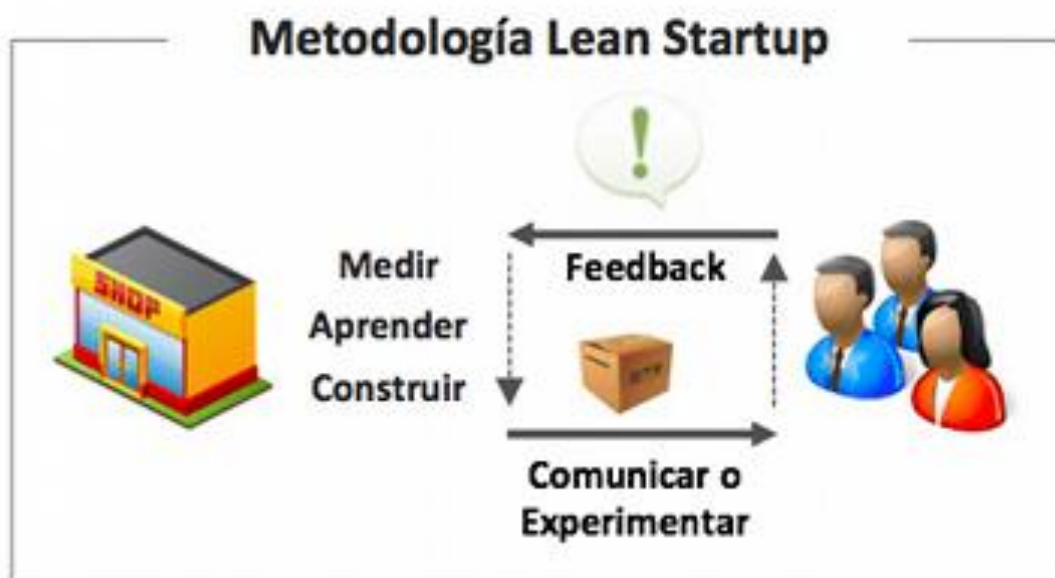 Metodología Lean Startup
SHOP
Medir
Aprender
Construir
Feedback
Comunicar o
Experimentar